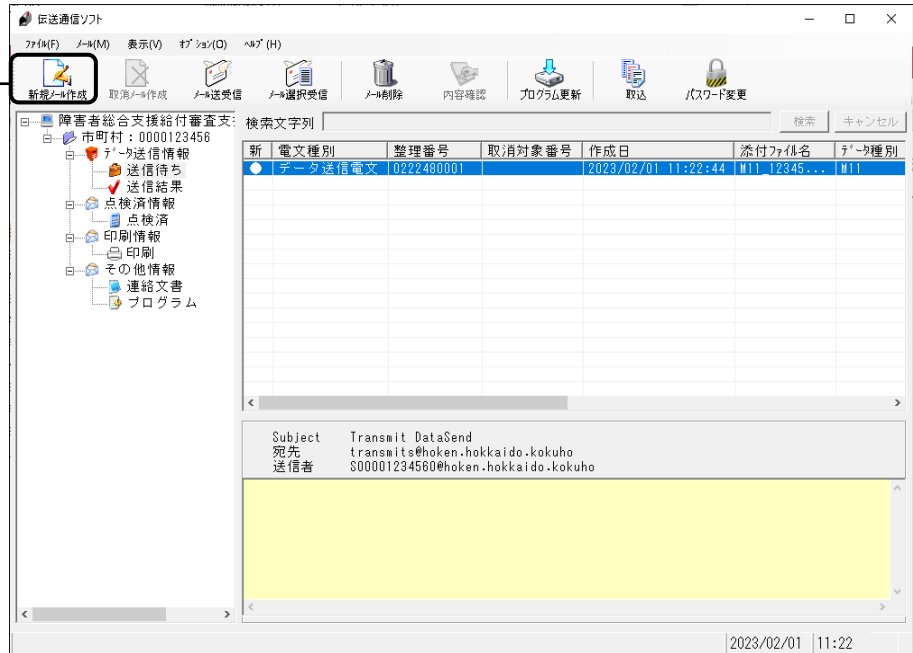 伝送通信ソフト
ファイル(F) メール(M) 表示(V) オプション(O) ヘルプ(H)
新規メール作成 取消メール作成 メール送受信 メール選択受信 メール削除 内容確認 プログラム更新 取込 パスワード変更
障害者総合支援給付審査支
市町村：0000123456
データ送信情報
送信待ち
送信結果
点検済情報
点検済
印刷情報
印刷
その他情報
連絡文書
プログラム
検索文字列 検索 キャンセル
新 電文種別 整理番号 取消対象番号 作成日 添付ファイル名 データ種別
● データ送信電文 0222480001 2023/02/01 11:22:44 M11_12345... M11
Subject Transmit DataSend
宛先 transmits@hoken.hokkaido.kokuho
送信者 S00001234560@hoken.hokkaido.kokuho
2023/02/01 11:22